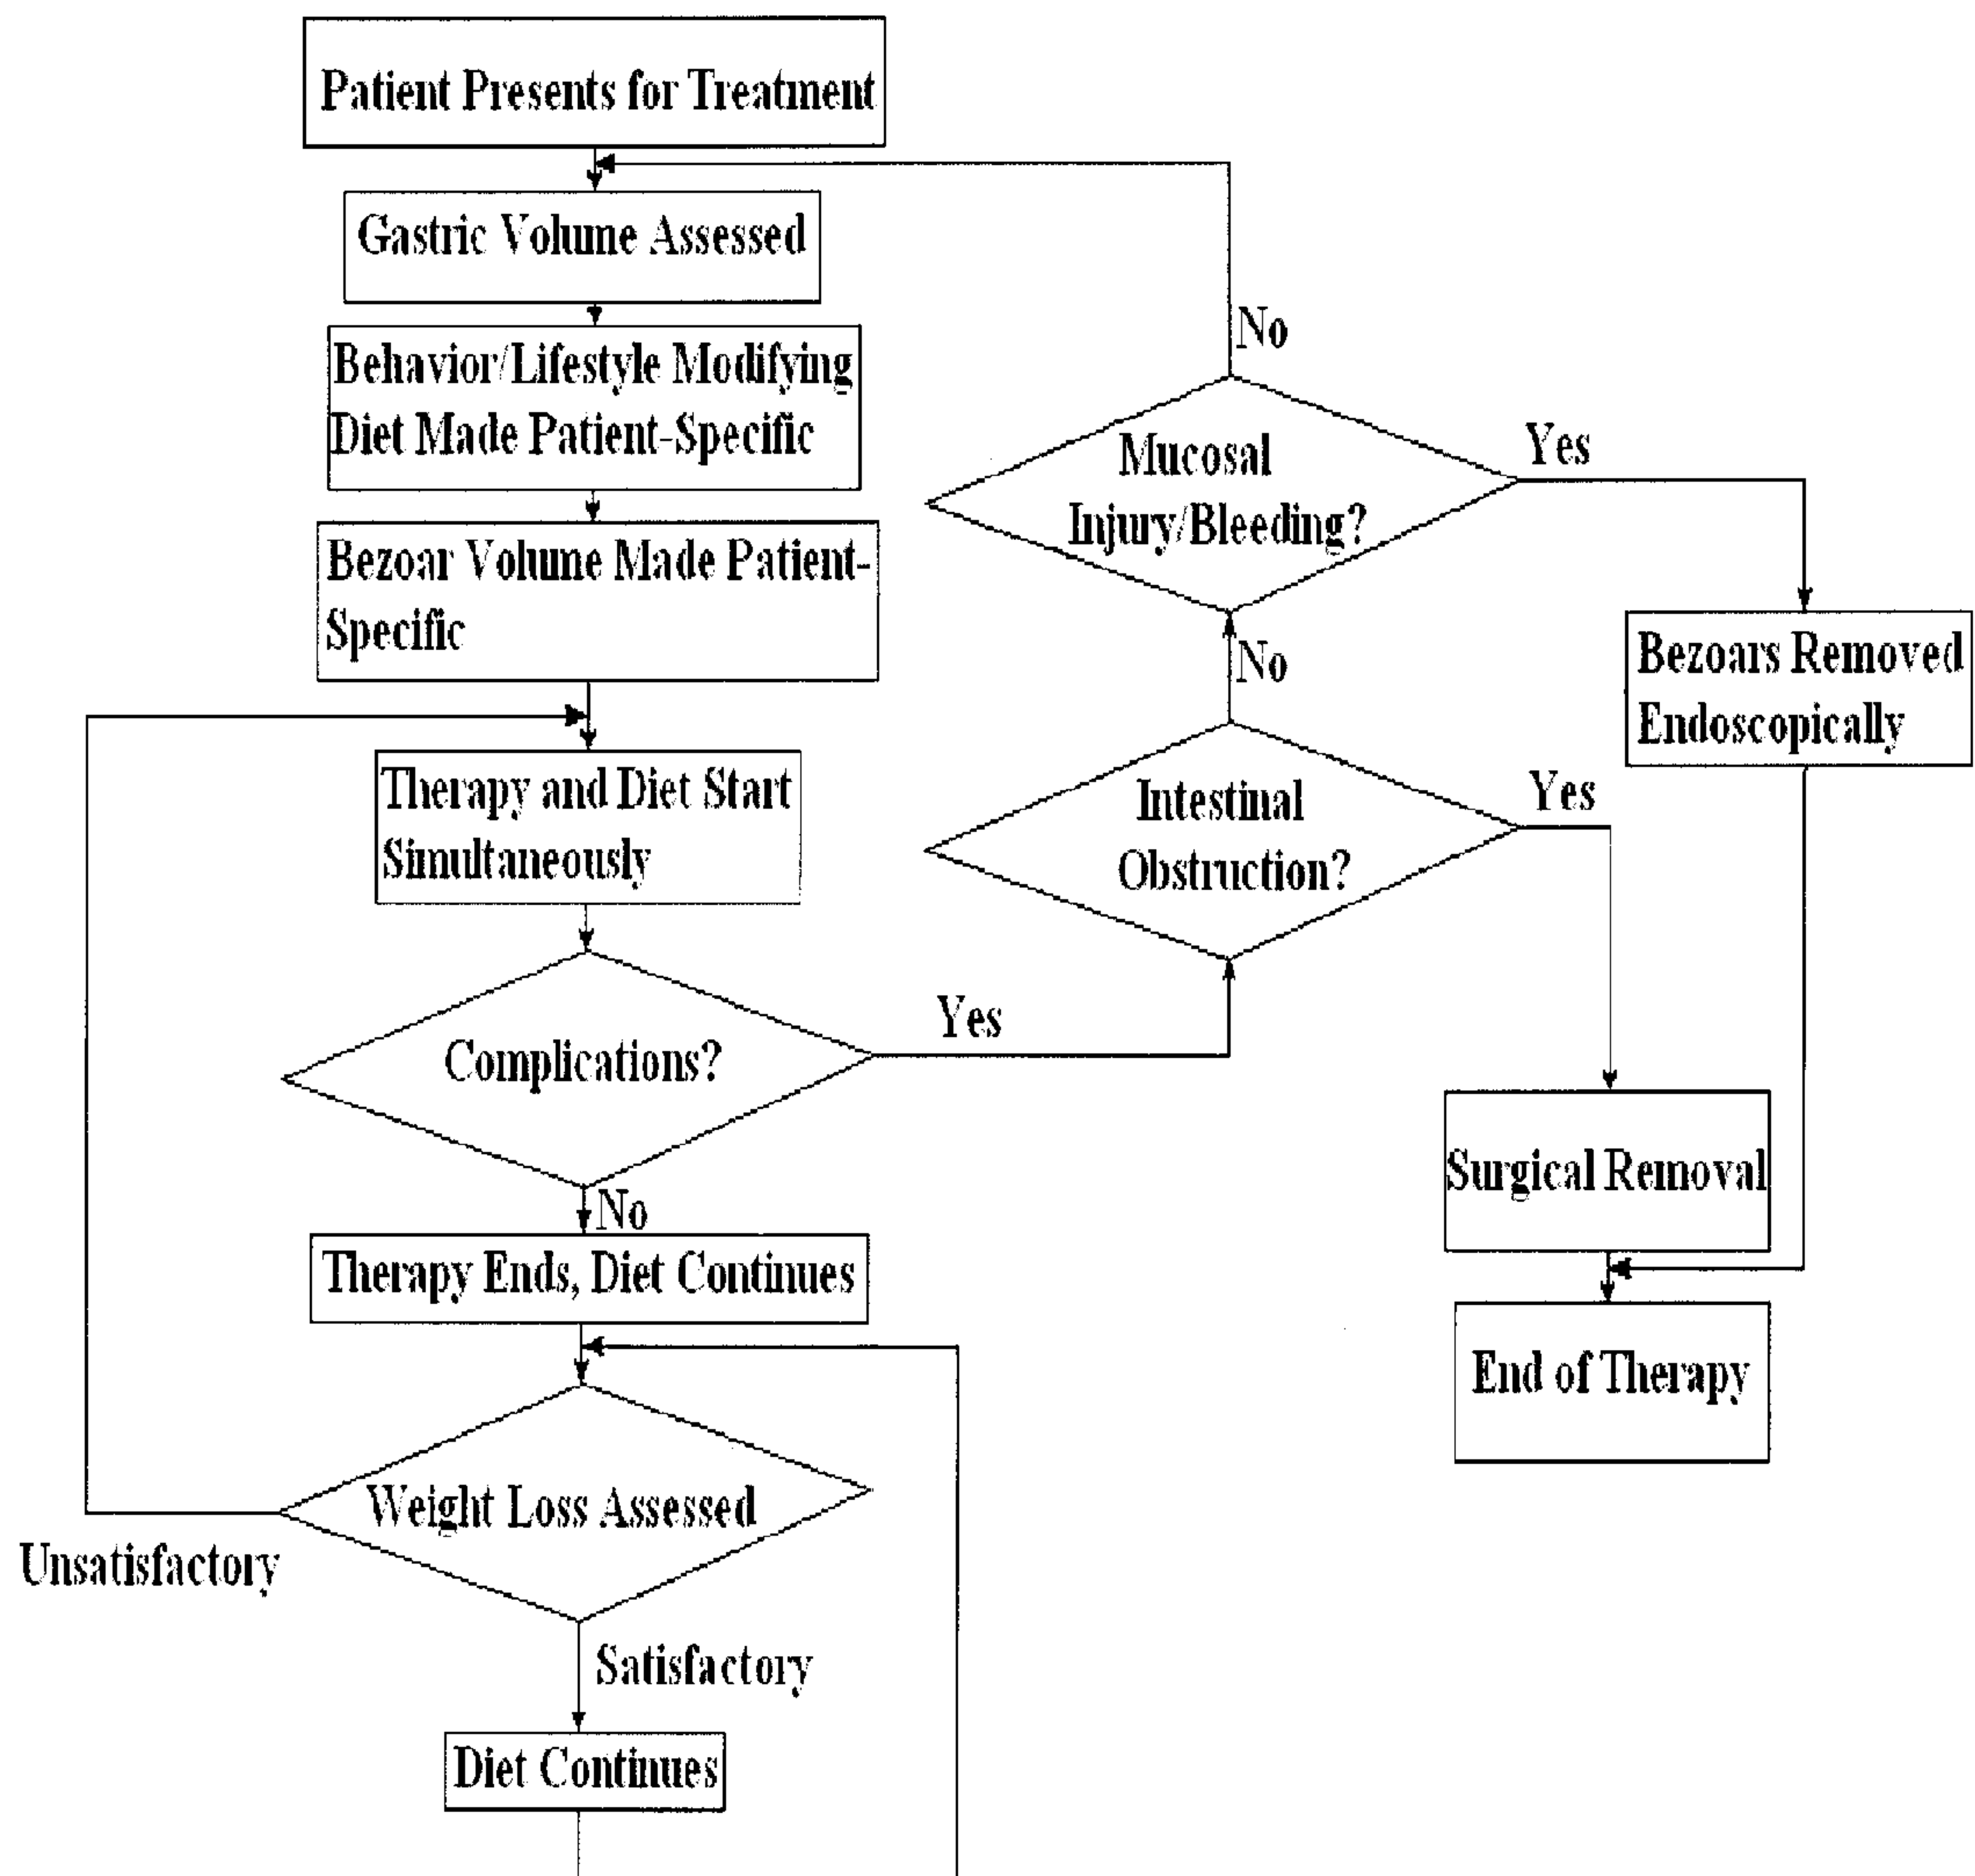 Patient Presents for Treatment
Gastric Volume Assessed
Behavior/Lifestyle Modifying
Diet Made Patient-Specific
Bezoar Volume Made Patient-
Specific
Therapy and Diet Start
Simultaneously
Complications?
Yes
No
Therapy Ends, Diet Continues
Weight Loss Assessed
Unsatisfactory
Satisfactory
Diet Continues
No
Mucosal
Injury/Bleeding?
Yes
No
Intestinal
Obstruction?
Yes
Bezoars Removed
Endoscopically
Surgical Removal
End of Therapy